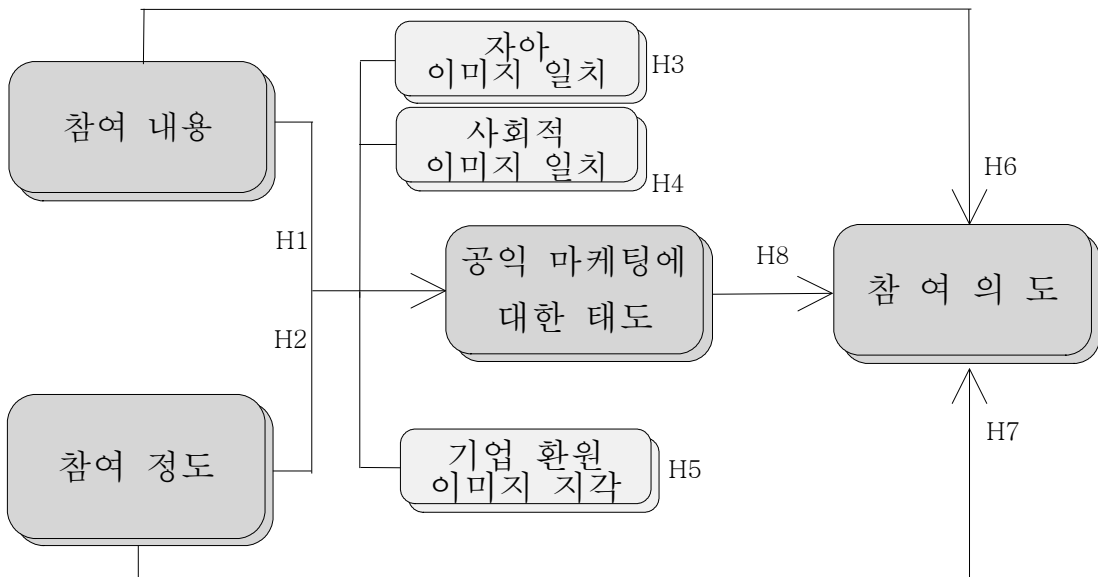 자아
이미지 일치
H3
참여 내용
사회적
이미지 일치
H4
H6
H1
공익 마케팅에
대한 태도
H8
참 여 의 도
H2
참여 정도
기업 환원
이미지 지각
H5
H7